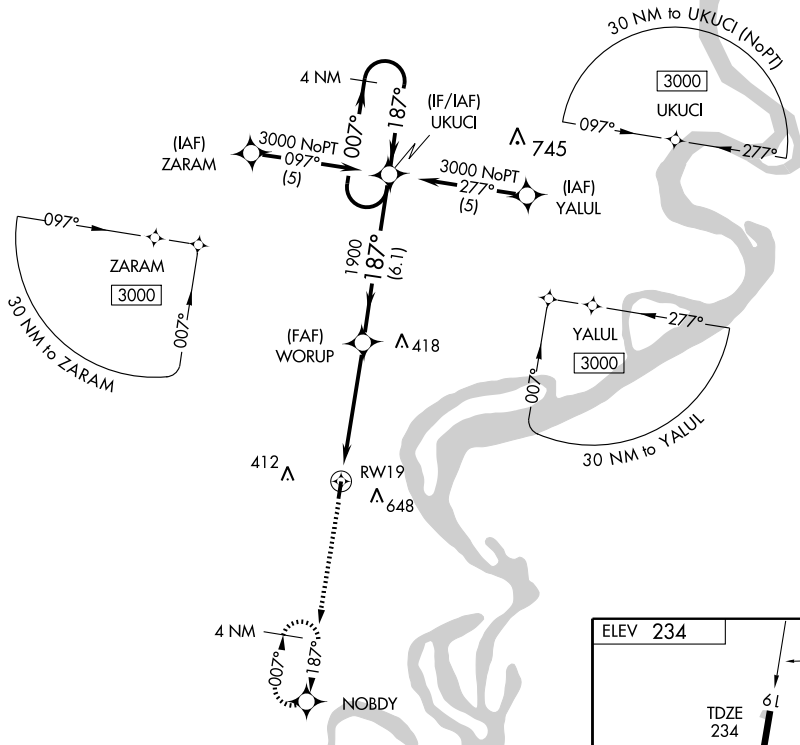 30 NM to UKUCI (NoPT)
3000
UKUCI
097°
277°
4 NM
007°
187°
(IF/IAF)
UKUCI
(IAF)
ZARAM
3000 NoPT
097°
(5)
745
3000 NoPT
277°
(5)
(IAF)
YALUL
097°
ZARAM
3000
007°
30 NM to ZARAM
1900
187°
(6.1)
(FAF)
WORUP
418
YALUL
277°
3000
007°
30 NM to YALUL
412
RW19
648
4 NM
007°
187°
NOBDY
ELEV 234
19
TDZE
234